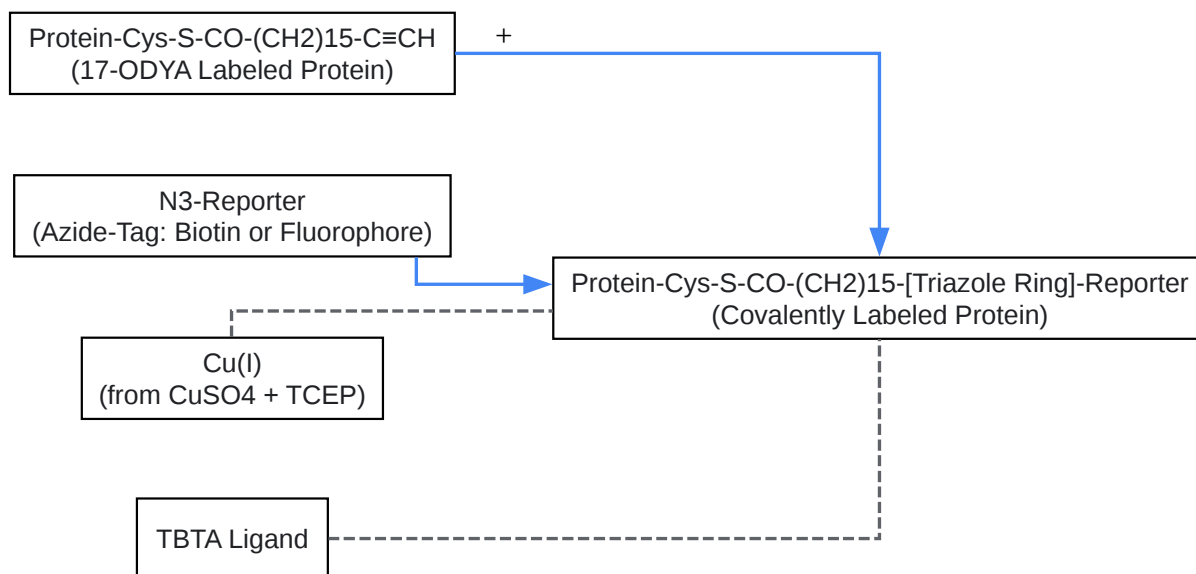 Protein-Cys-S-CO-(CH2)15-C≡CH
(17-ODYA Labeled Protein)
+
N3-Reporter
(Azide-Tag: Biotin or Fluorophore)
Protein-Cys-S-CO-(CH2)15-[Triazole Ring]-Reporter
(Covalently Labeled Protein)
Cu(I)
(from CuSO4 + TCEP)
TBTA Ligand